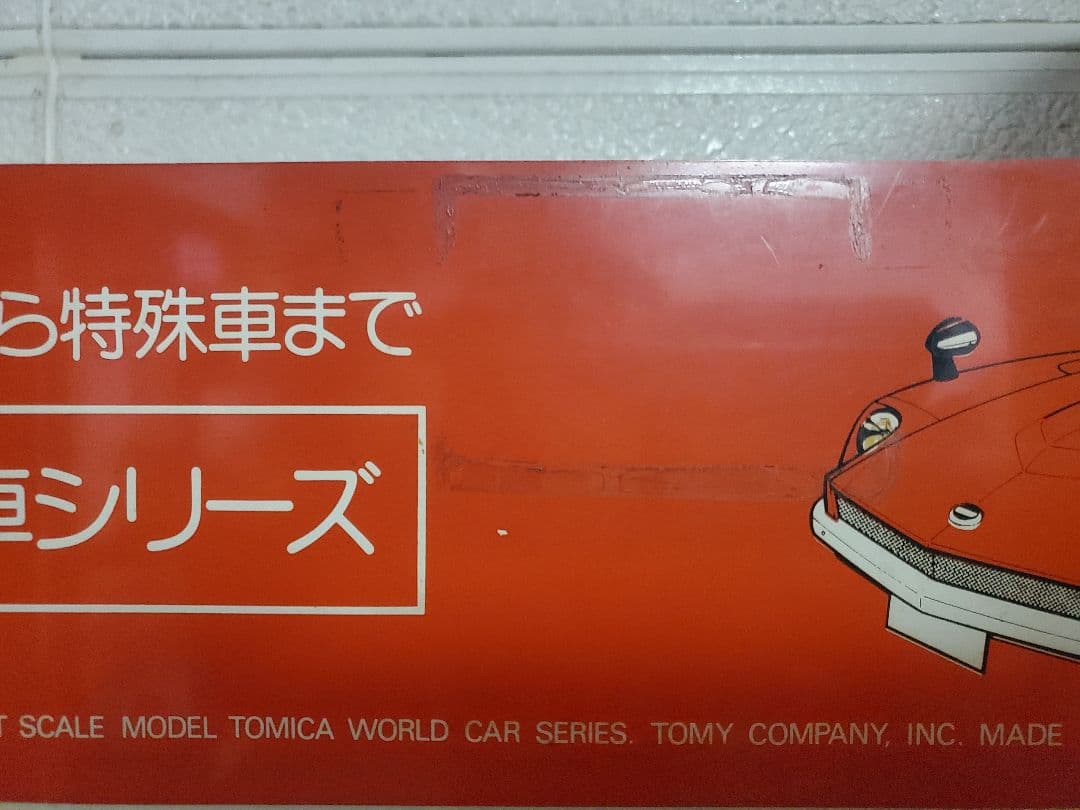 ら特殊車まで
車シリーズ
T SCALE MODEL TOMICA WORLD CAR SERIES. TOMY COMPANY, INC. MADE